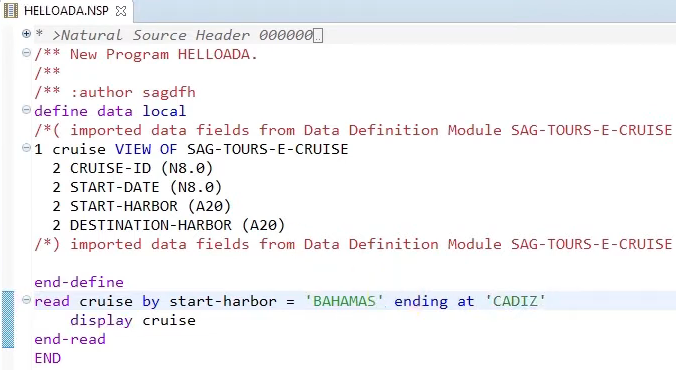 HELLOADA.NSP
* >Natural Source Header 000000..
/** New Program HELLOADA.
/**
/** :author sagdfh
define data local
/*( imported data fields from Data Definition Module SAG-TOURS-E-CRUISE
1 cruise VIEW OF SAG-TOURS-E-CRUISE
2 CRUISE-ID (N8.0)
2 START-DATE (N8.0)
2 START-HARBOR (A20)
2 DESTINATION-HARBOR (A20)
/*) imported data fields from Data Definition Module SAG-TOURS-E-CRUISE
end-define
read cruise by start-harbor = 'BAHAMAS' ending at 'CADIZ'
display cruise
end-read
END